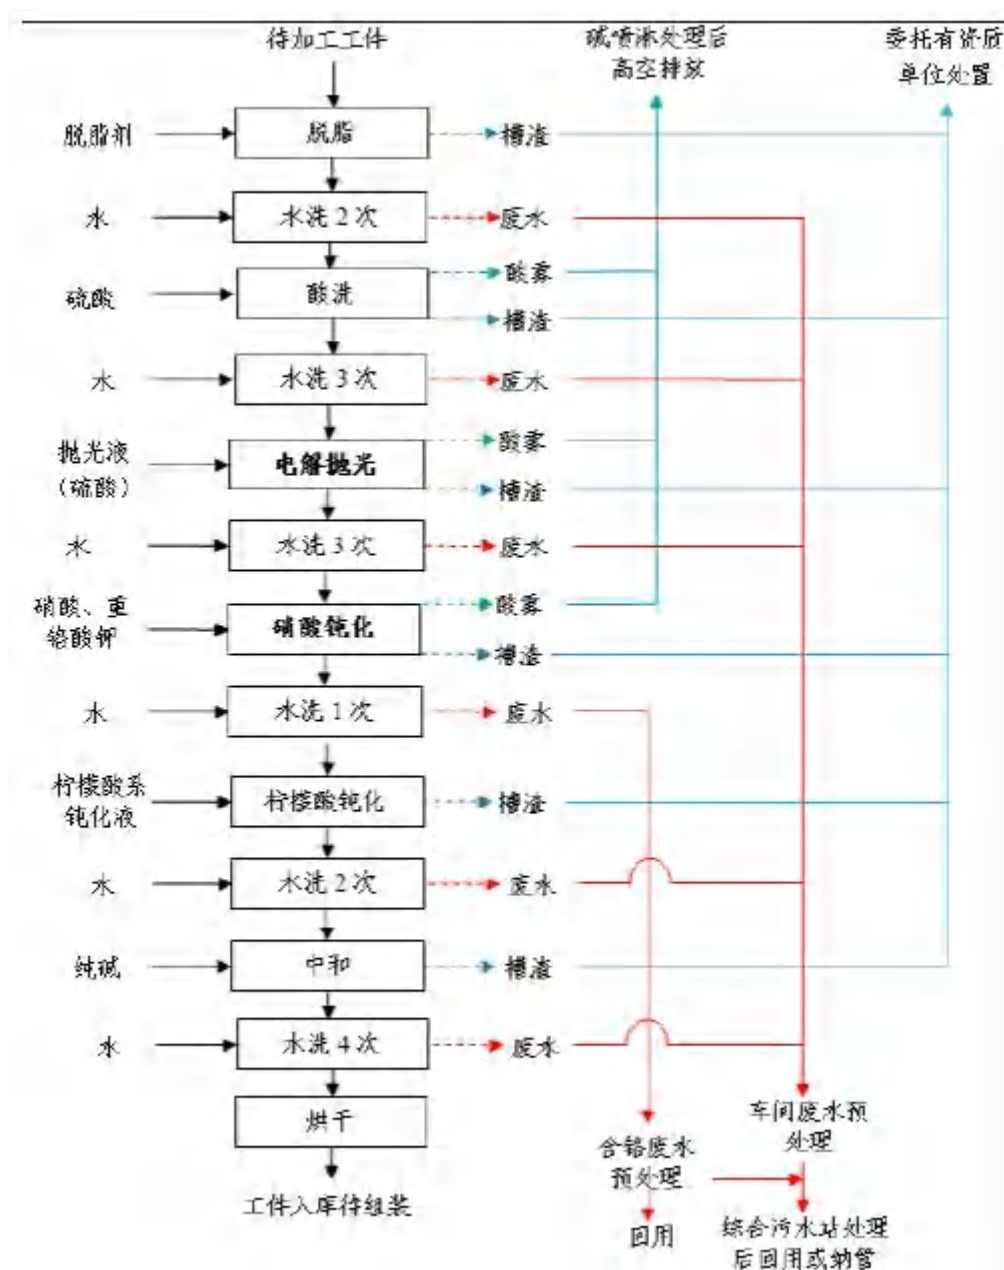 待加工工件
碱喷淋处理后
高空排放
委托有资质
单位处置
脱脂剂
脱脂
槽渣
水
水洗2次
废水
硫酸
酸洗
酸雾
槽渣
水
水洗3次
废水
抛光液
（硫酸）
电解抛光
酸雾
槽渣
水
水洗3次
废水
硝酸、重
铬酸钾
硝酸钝化
酸雾
槽渣
水
水洗1次
废水
柠檬酸系
钝化液
柠檬酸钝化
槽渣
水
水洗2次
废水
纯碱
中和
槽渣
水
水洗4次
废水
烘干
工件入库待组装
含铬废水
预处理
回用
车间废水预
处理
综合污水站处理
后回用或纳管